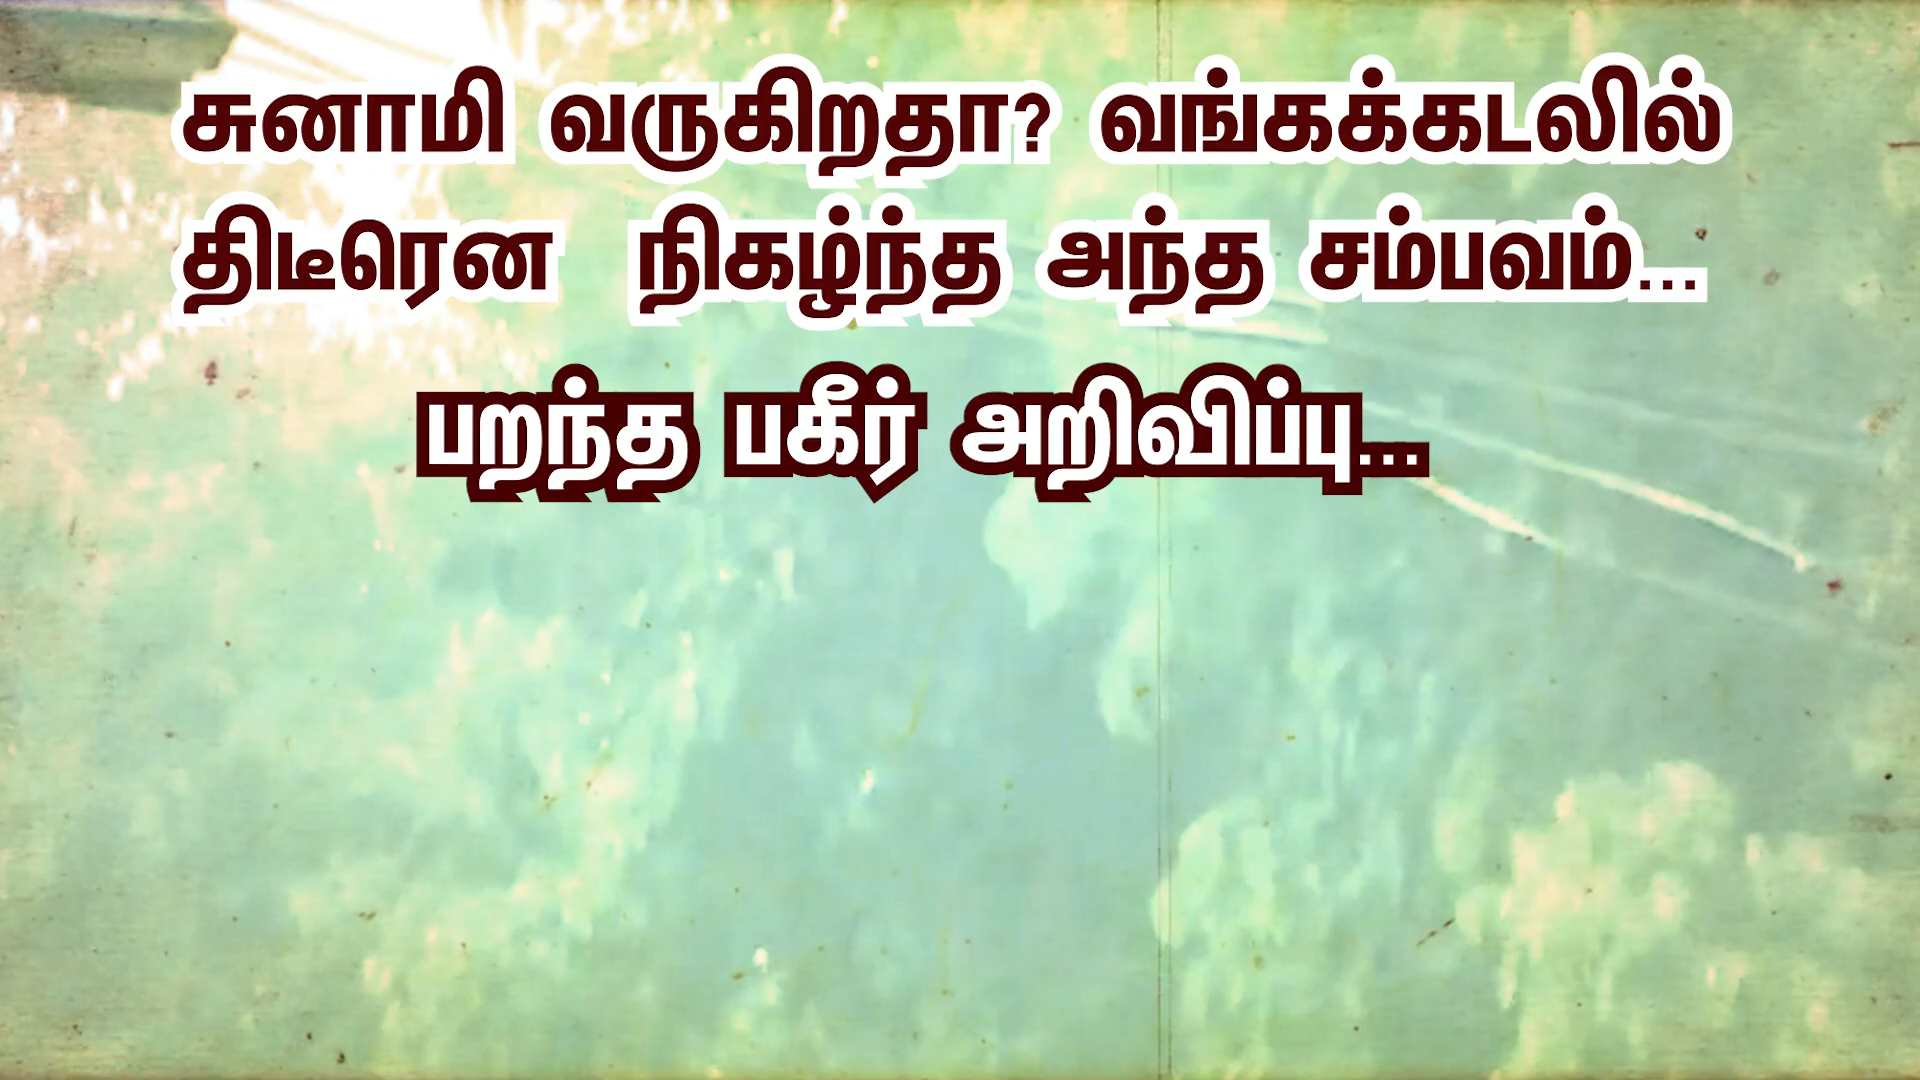 சுனாமி வருகிறதா? வங்கக்கடலில்
திடீரென நிகழ்ந்த அந்த சம்பவம்...
பறந்த பகீர் அறிவிப்பு...